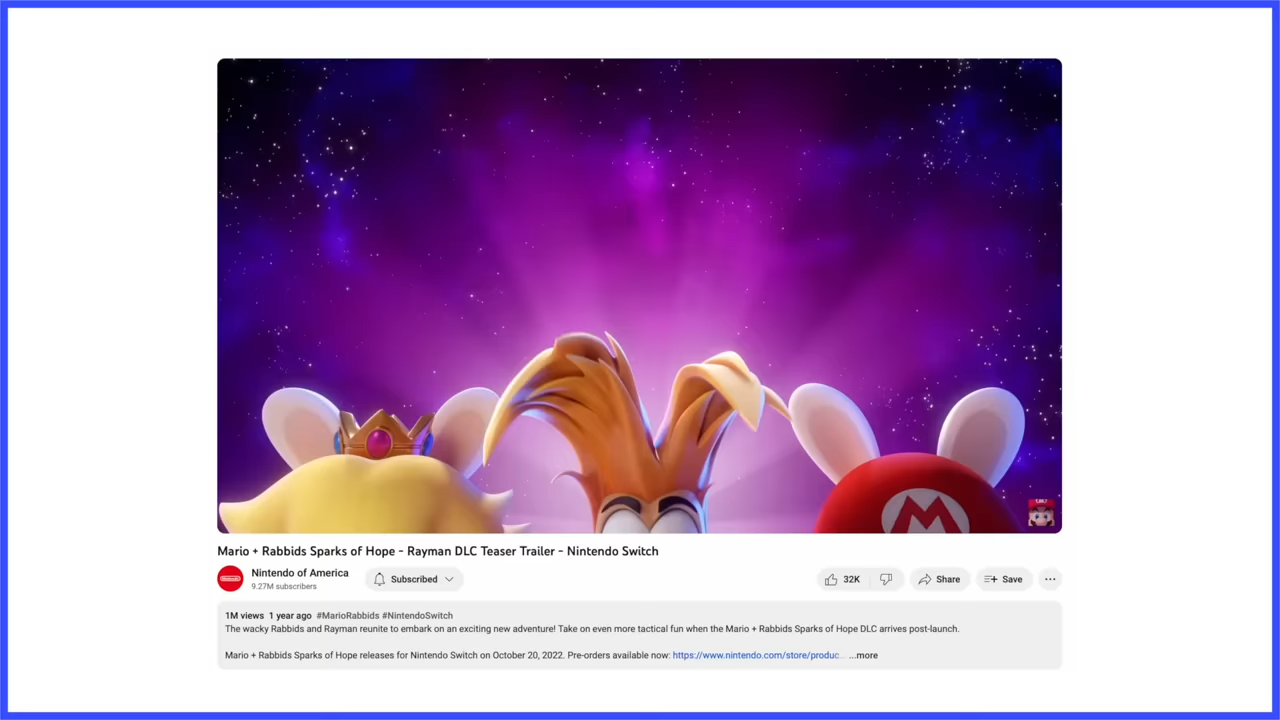 M
Mario + Rabbids Sparks of Hope - Rayman DLC Teaser Trailer - Nintendo Switch
Nintendo
Nintendo of America
9.27M subscribers
Subscribed
32K
Share
Save
1M views 1 year ago #MarioRabbids #NintendoSwitch
The wacky Rabbids and Rayman reunite to embark on an exciting new adventure! Take on even more tactical fun when the Mario + Rabbids Sparks of Hope DLC arrives post-launch.
Mario + Rabbids Sparks of Hope releases for Nintendo Switch on October 20, 2022. Pre-orders available now: https://www.nintendo.com/store/produc... ...more